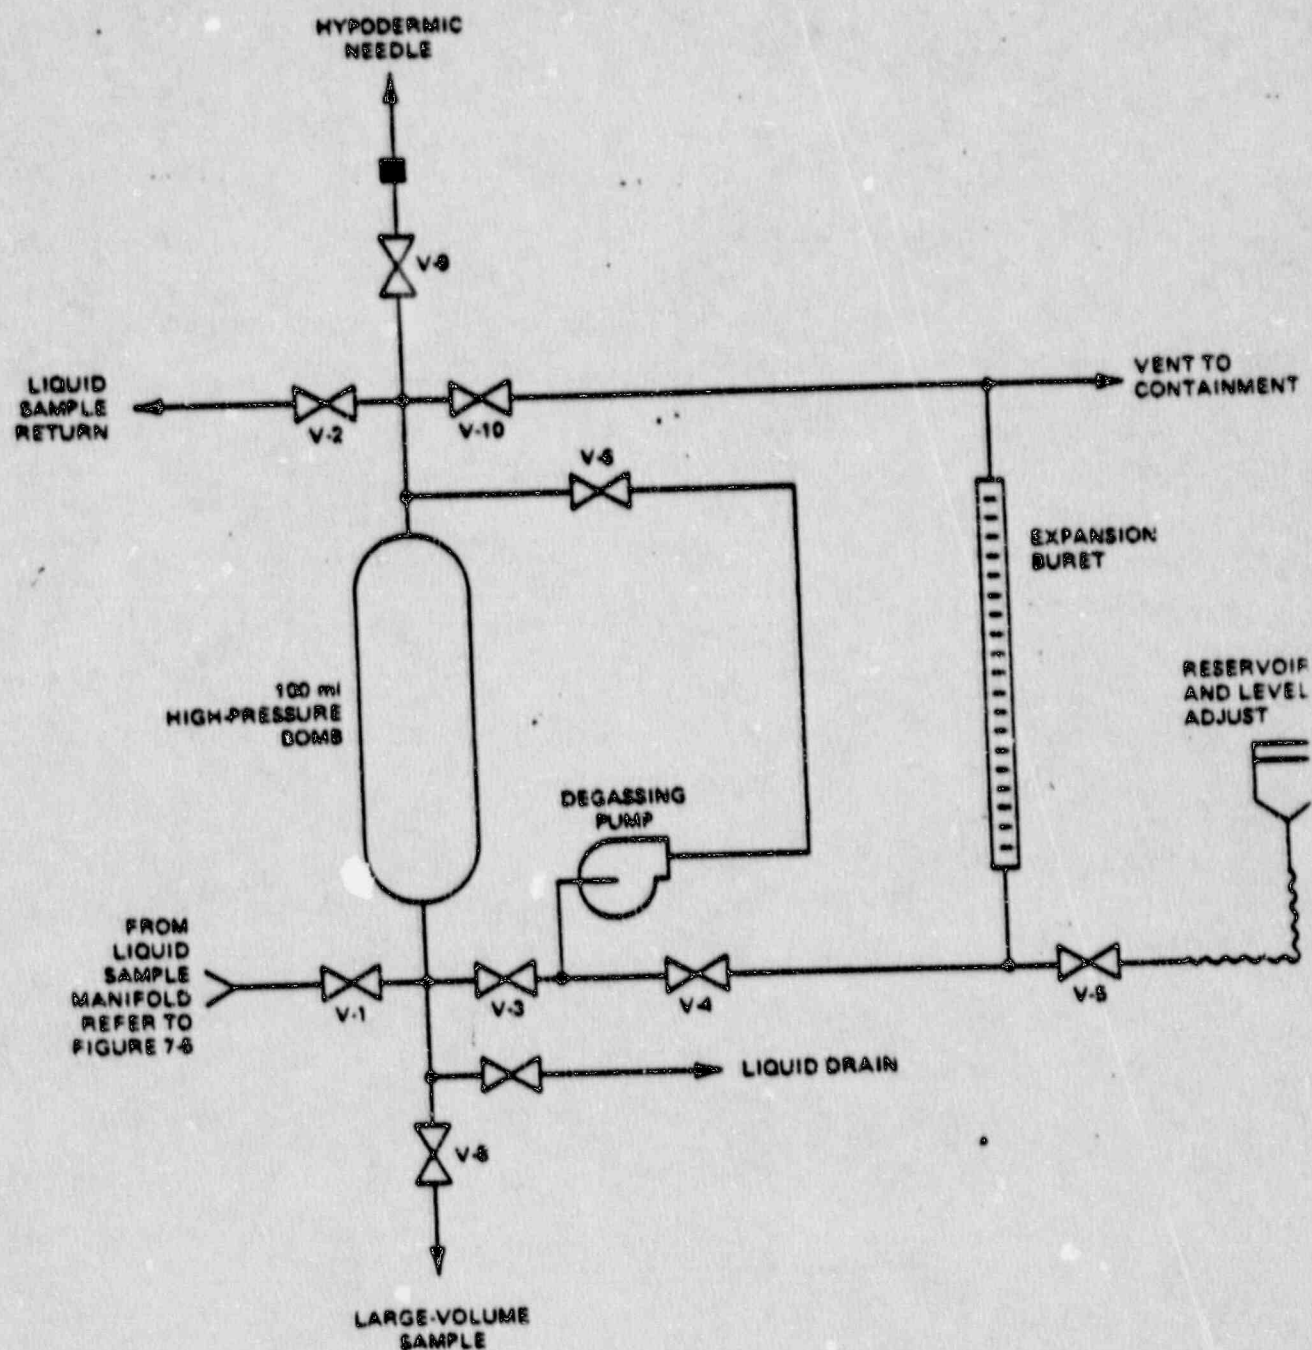 HYPODERMIC
NEEDLE
V-9
LIQUID
SAMPLE
RETURN
V-2
V-10
VENT TO
CONTAINMENT
EXPANSION
BURET
100 ml
HIGH-PRESSURE
BOMB
DEGASSING
PUMP
RESERVOIR
AND LEVEL
ADJUST
FROM
LIQUID
SAMPLE
MANIFOLD
REFER TO
V-1
V-3
V-4
LIQUID DRAIN
LARGE-VOLUME
SAMPLE